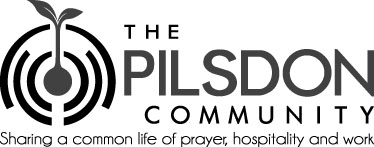 THE
PILSDON
COMMUNITY
Sharing a common life of prayer, hospitality and work